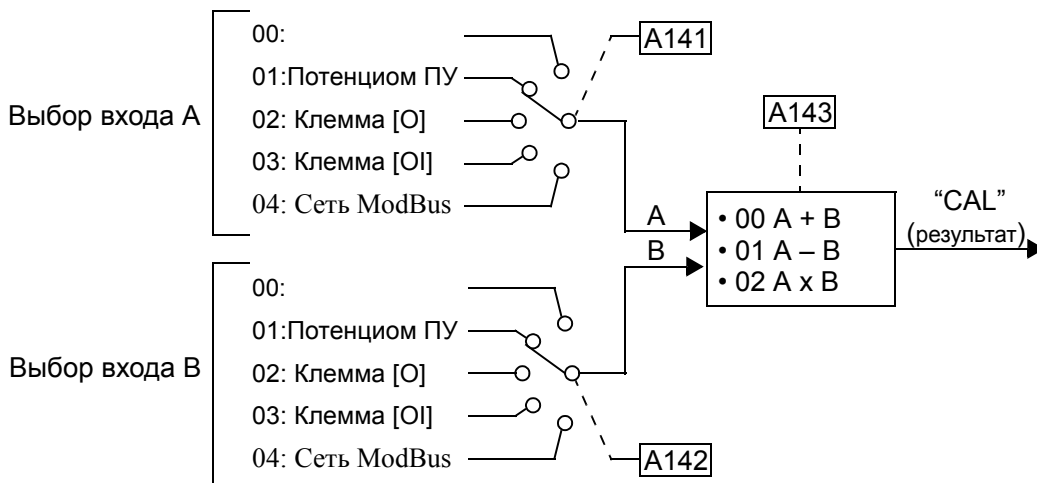 00:
A141
01:Потенциом ПУ
Выбор входа А
02: Клемма [O]
03: Клемма [OI]
04: Сеть ModBus
A143
A
B
• 00 A + B
• 01 A – B
• 02 A x B
“CAL”
(результат)
00:
01:Потенциом ПУ
Выбор входа В
02: Клемма [O]
03: Клемма [OI]
04: Сеть ModBus
A142